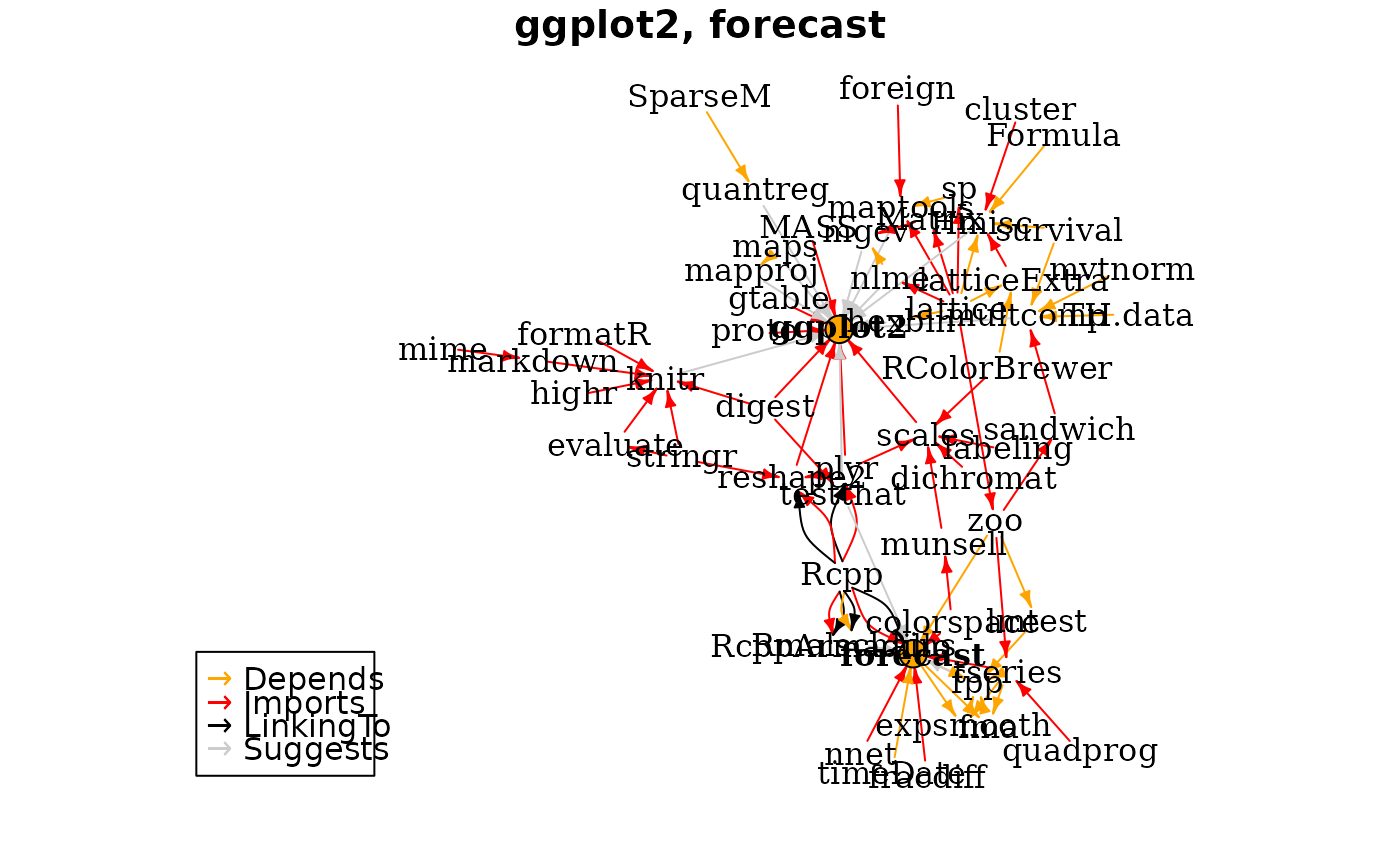 ggplot2, forecast
foreign
SparseM
cluster
Formula
quantreg
sp
maptools
Matrix
Hmisc
MASS
mgcv
survival
maps
mapproj
mvtnorm
nlme
latticeExtra
gtable
lattice
proto
ggplot2
hexbin
multcomp
TH.data
formatR
mime
markdown
RColorBrewer
knitr
highr
digest
sandwich
scales
evaluate
labeling
stringr
plyr
reshape2
dichromat
testthat
zoo
munsell
Rcpp
colorspace
lmtest
RcppArmadillo
forecast
tseries
fpp
Depends
Imports
LinkingTo
Suggests
expsmooth
fma
quadprog
nnet
timeDate
fracdiff